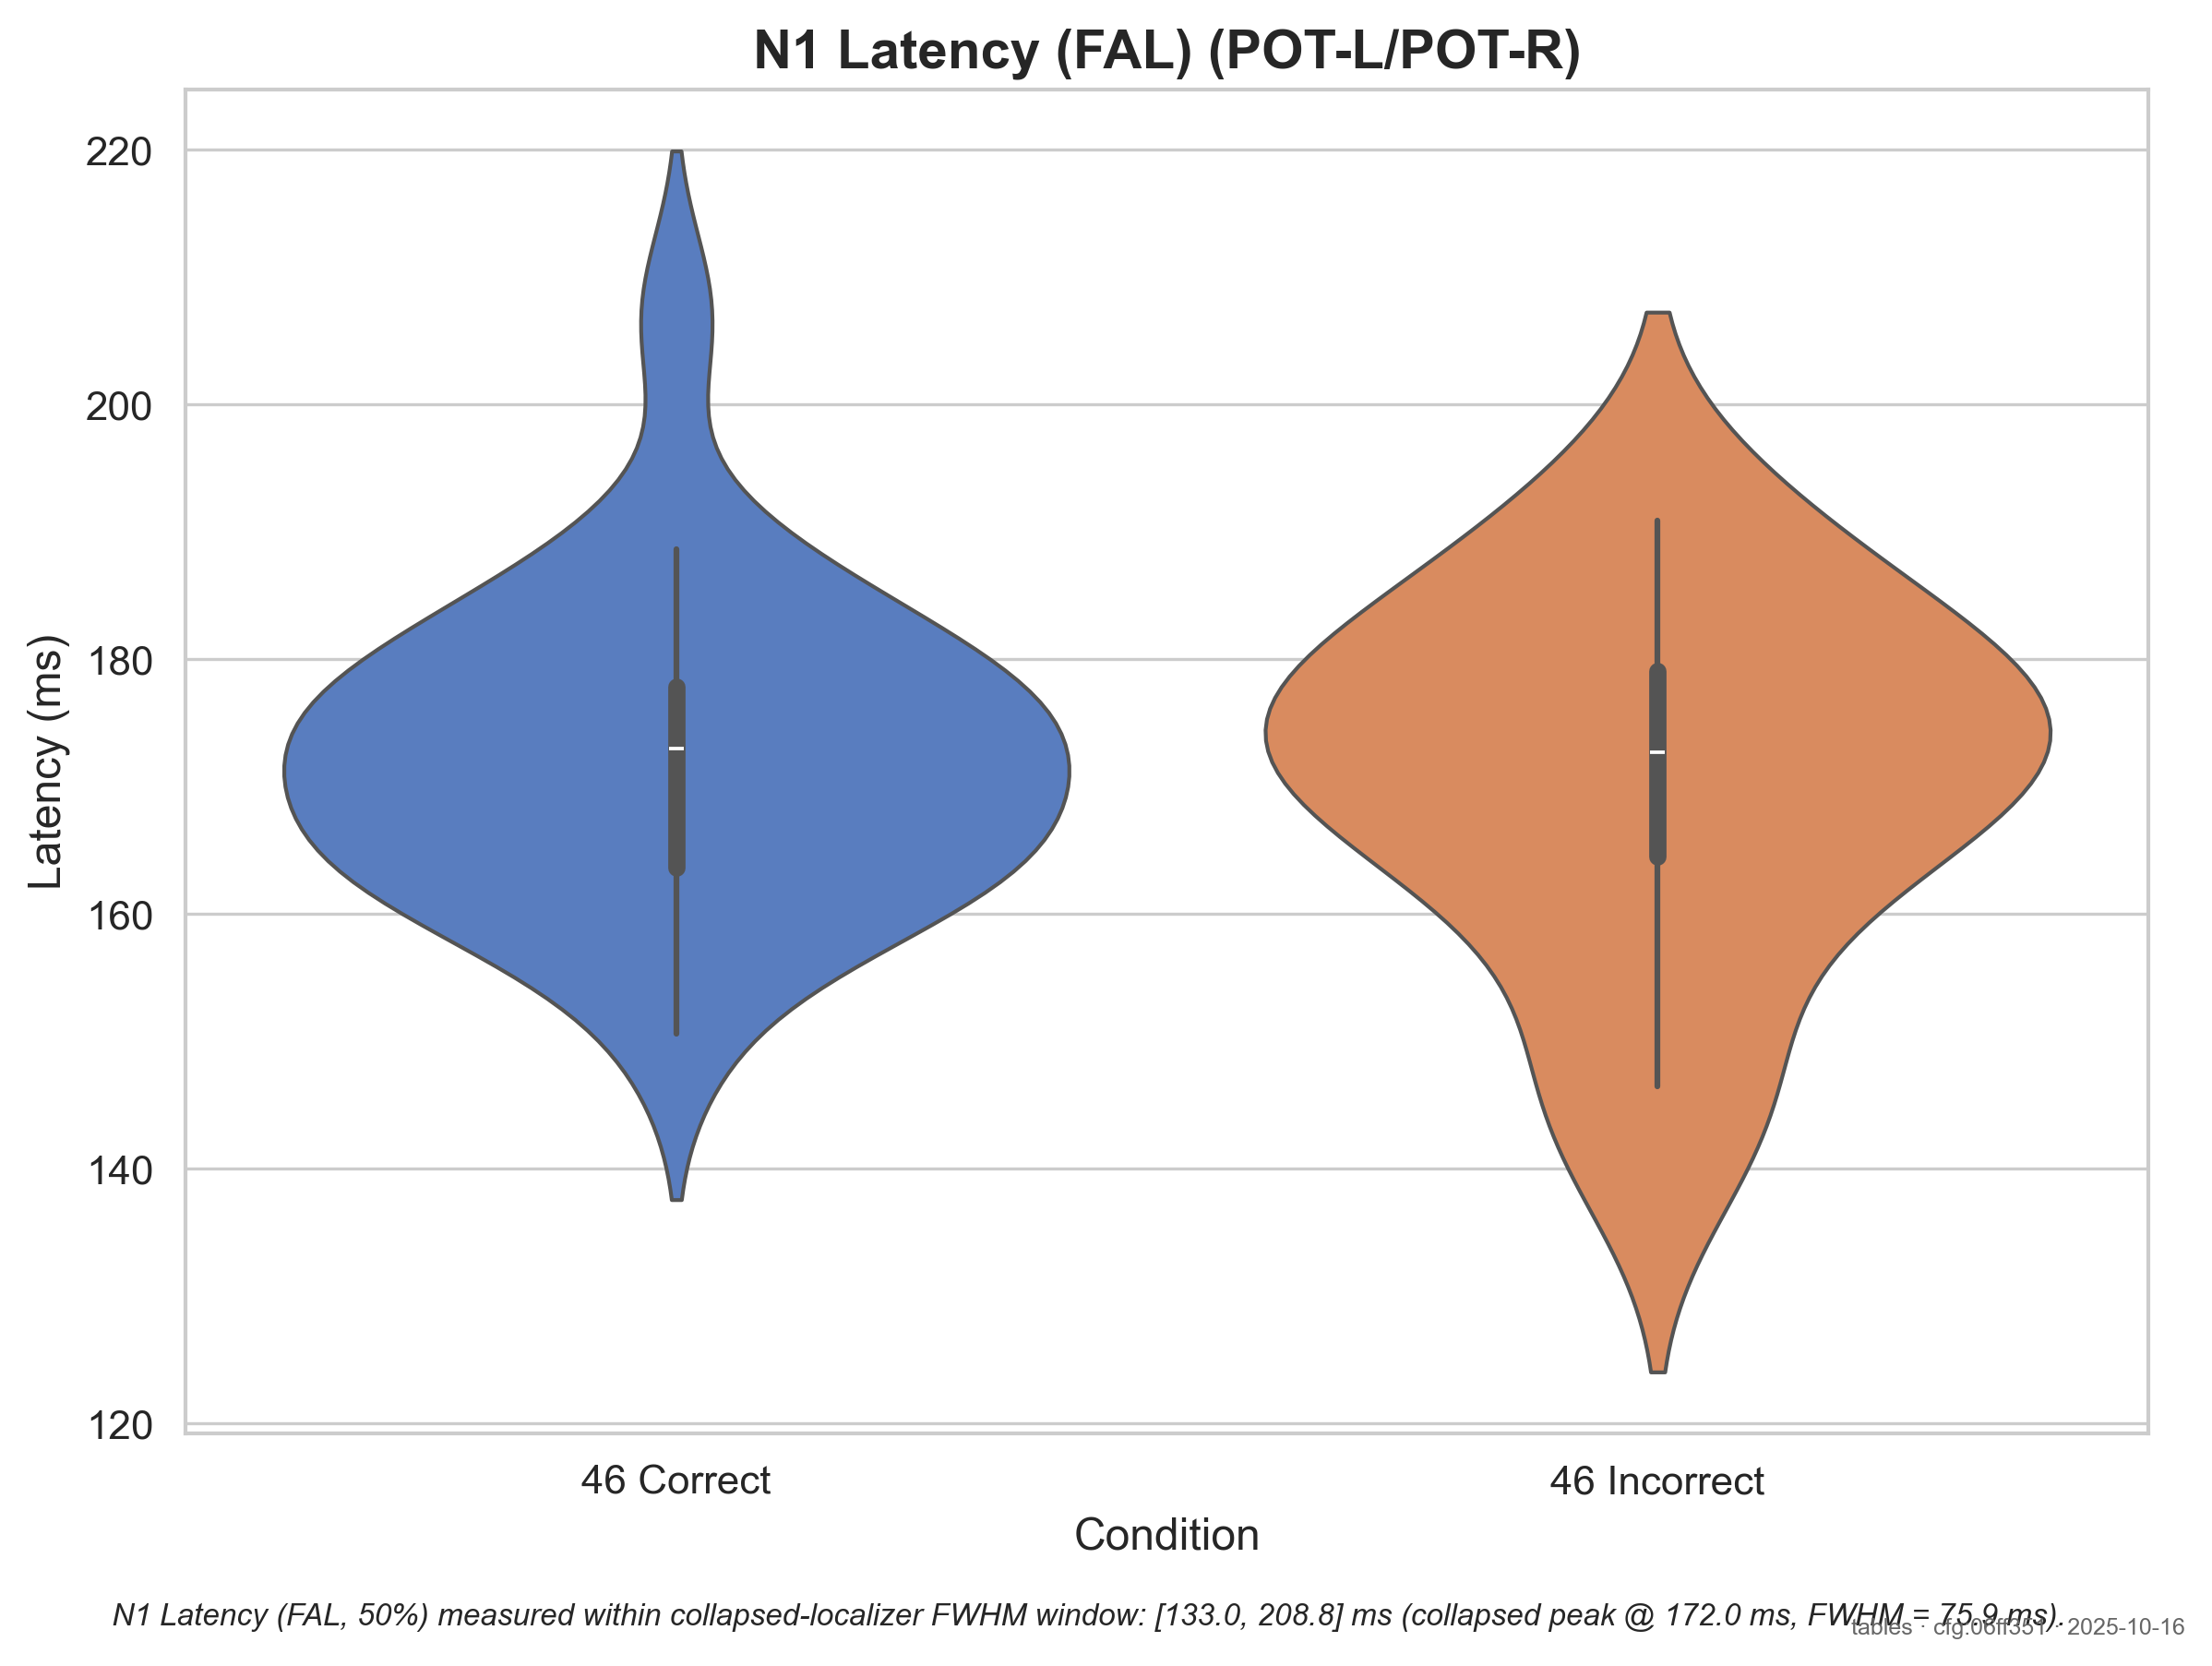 N1 Latency (FAL) (POT-L/POT-R)
Latency (ms)
220
200
180
160
140
120
46 Correct
46 Incorrect
Condition
N1 Latency (FAL, 50%) measured within collapsed-localizer FWHM window: [133.0, 208.8] ms (collapsed peak @ 172.0 ms, FWHM = 75.9 ms).
tables · cfg:06ff351 · 2025-10-16